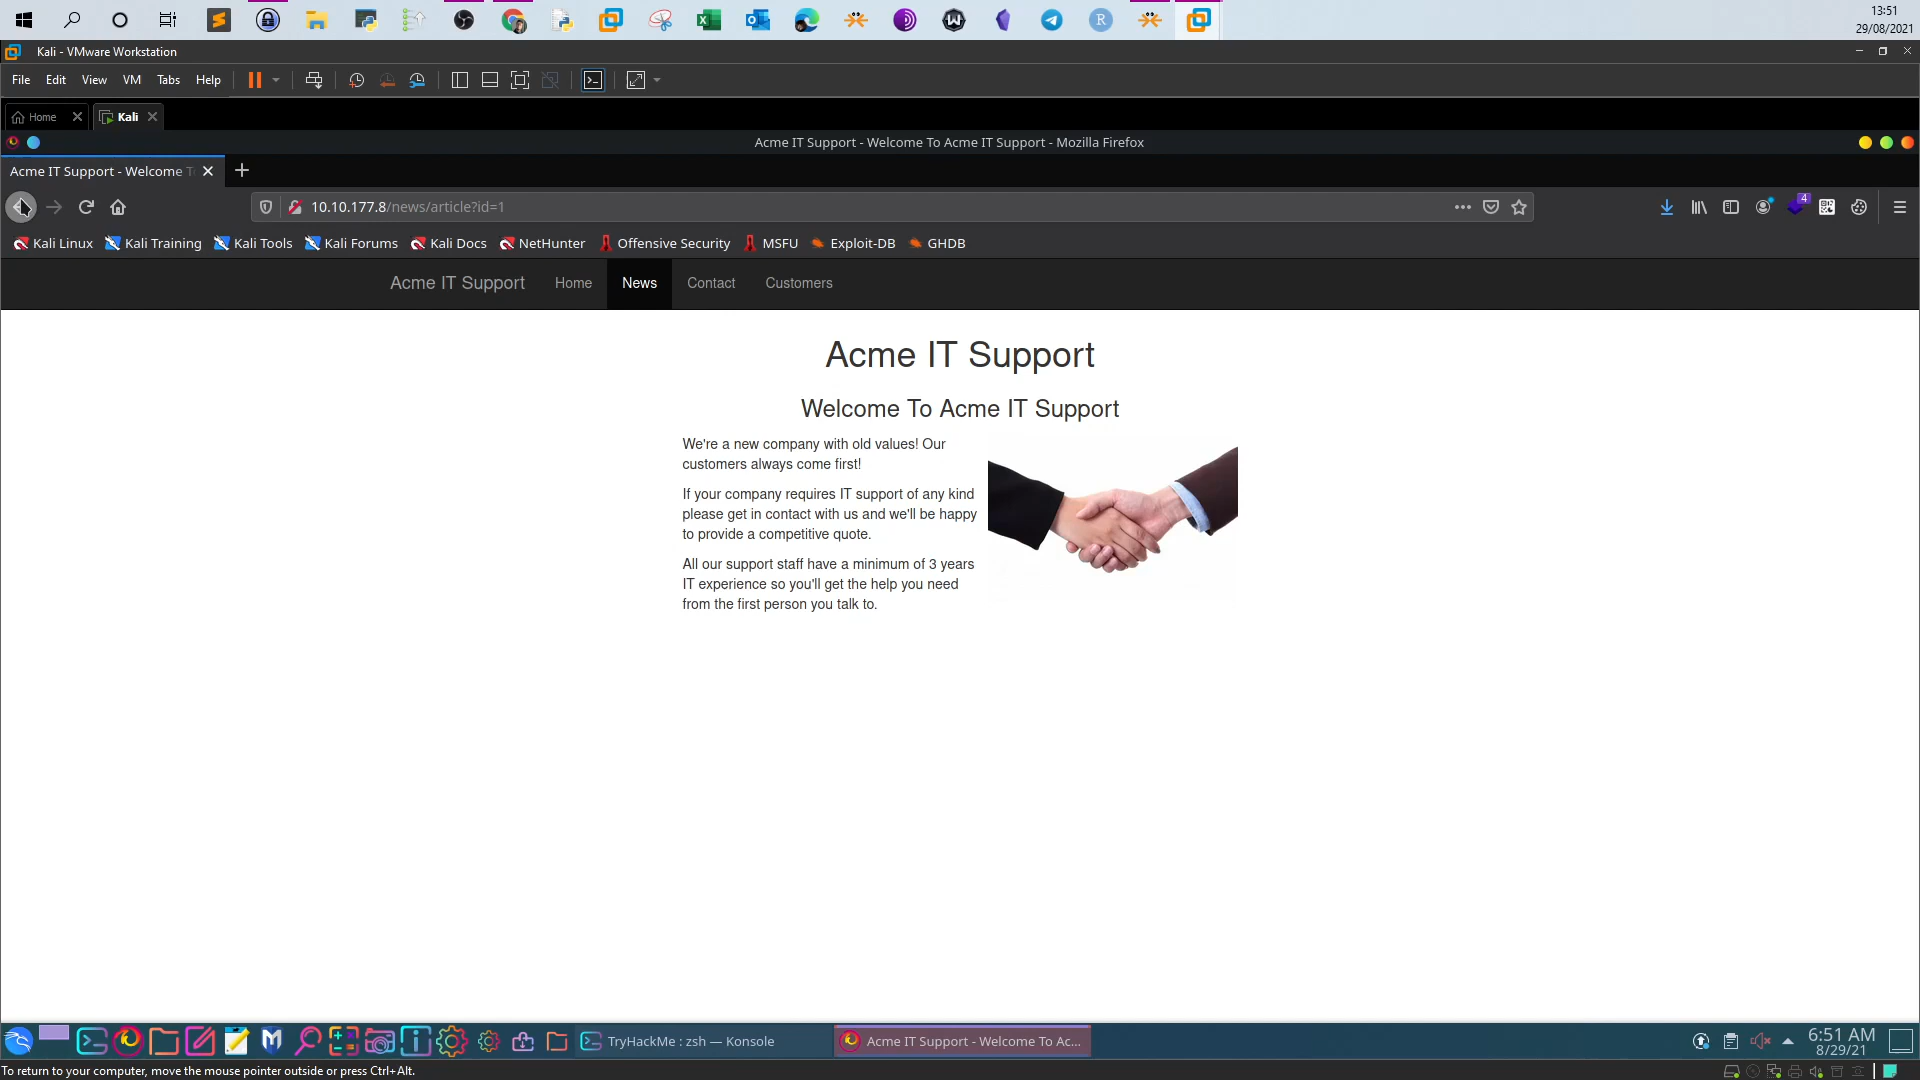 13:51
29/08/2021
Kali - VMware Workstation
File Edit View VM Tabs Help
Home Kali
Acme IT Support - Welcome To Acme IT Support - Mozilla Firefox
Acme IT Support - Welcome T
10.10.177.8/news/article?id=1
4
Kali Linux Kali Training Kali Tools Kali Forums Kali Docs NetHunter Offensive Security MSFU Exploit-DB GHDB
Acme IT Support Home News Contact Customers
Acme IT Support
Welcome To Acme IT Support
We're a new company with old values! Our
customers always come first!
If your company requires IT support of any kind
please get in contact with us and we'll be happy
to provide a competitive quote.
All our support staff have a minimum of 3 years
IT experience so you'll get the help you need
from the first person you talk to.
TryHackMe : zsh — Konsole
Acme IT Support - Welcome To Ac...
6:51 AM
8/29/21
To return to your computer, move the mouse pointer outside or press Ctrl+Alt.